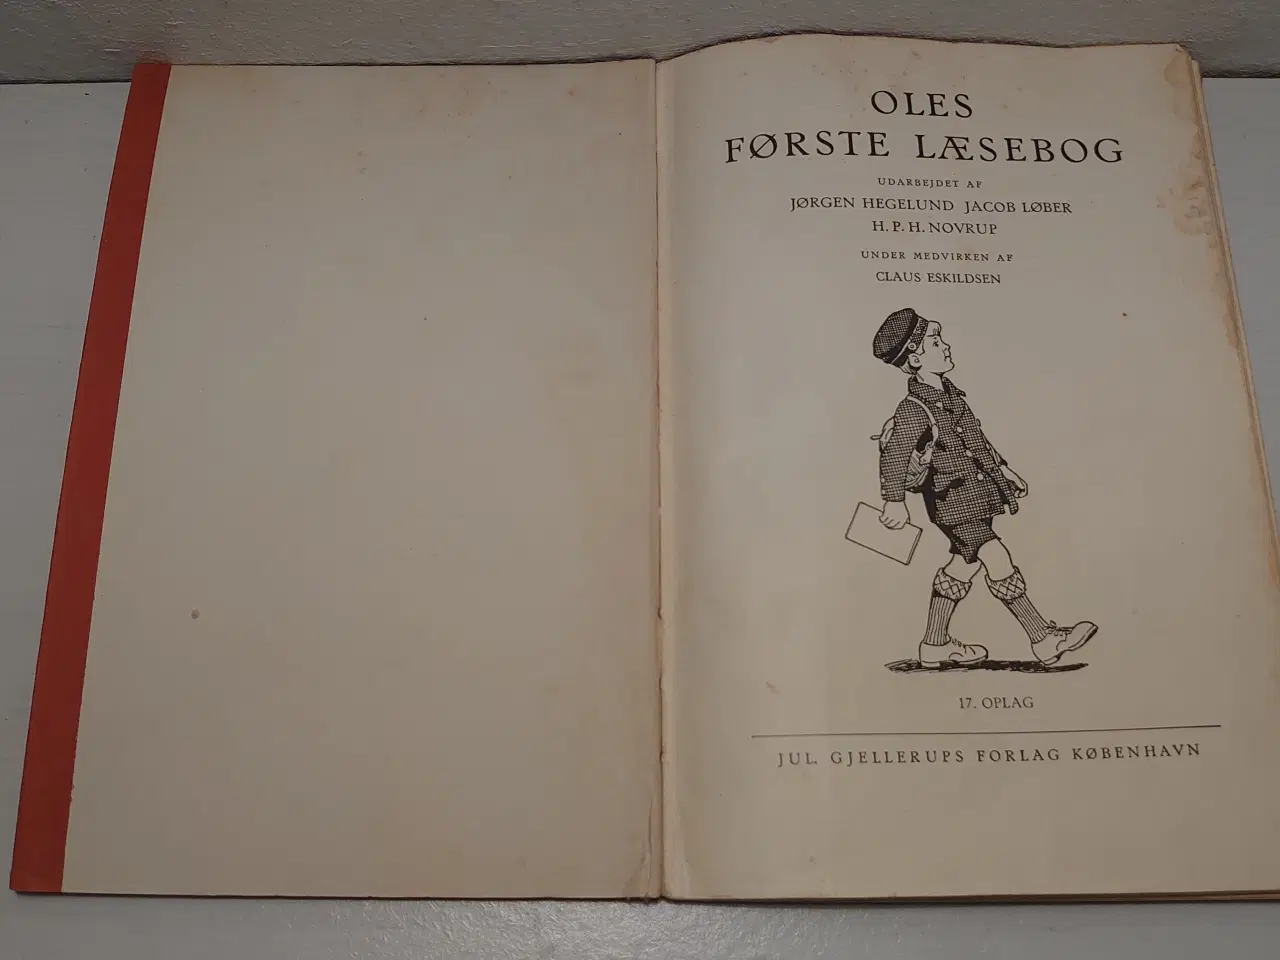 OLES
FØRSTE LÆSEBOG
UDARBEJDET AF
JØRGEN HEGELUND JACOB LØBER
H. P. H. NOVRUP
UNDER MEDVIRKEN AF
CLAUS ESKILDSEN
17. OPLAG
JUL. GJELLERUPS FORLAG KØBENHAVN